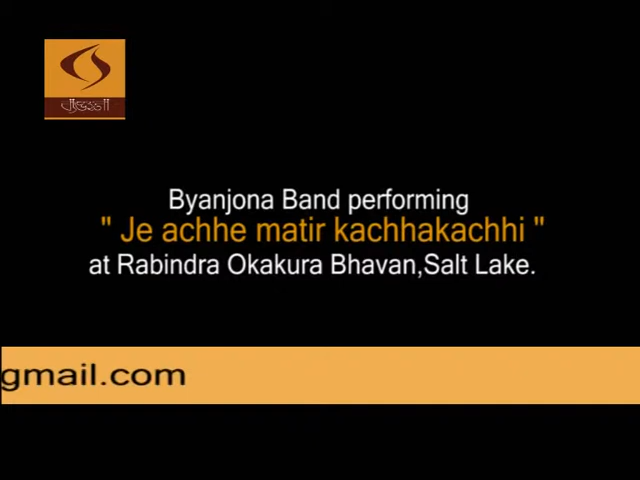 Byanjona Band performing
" Je achhe matir kachhakachhi "
at Rabindra Okakura Bhavan,Salt Lake.
gmail.com